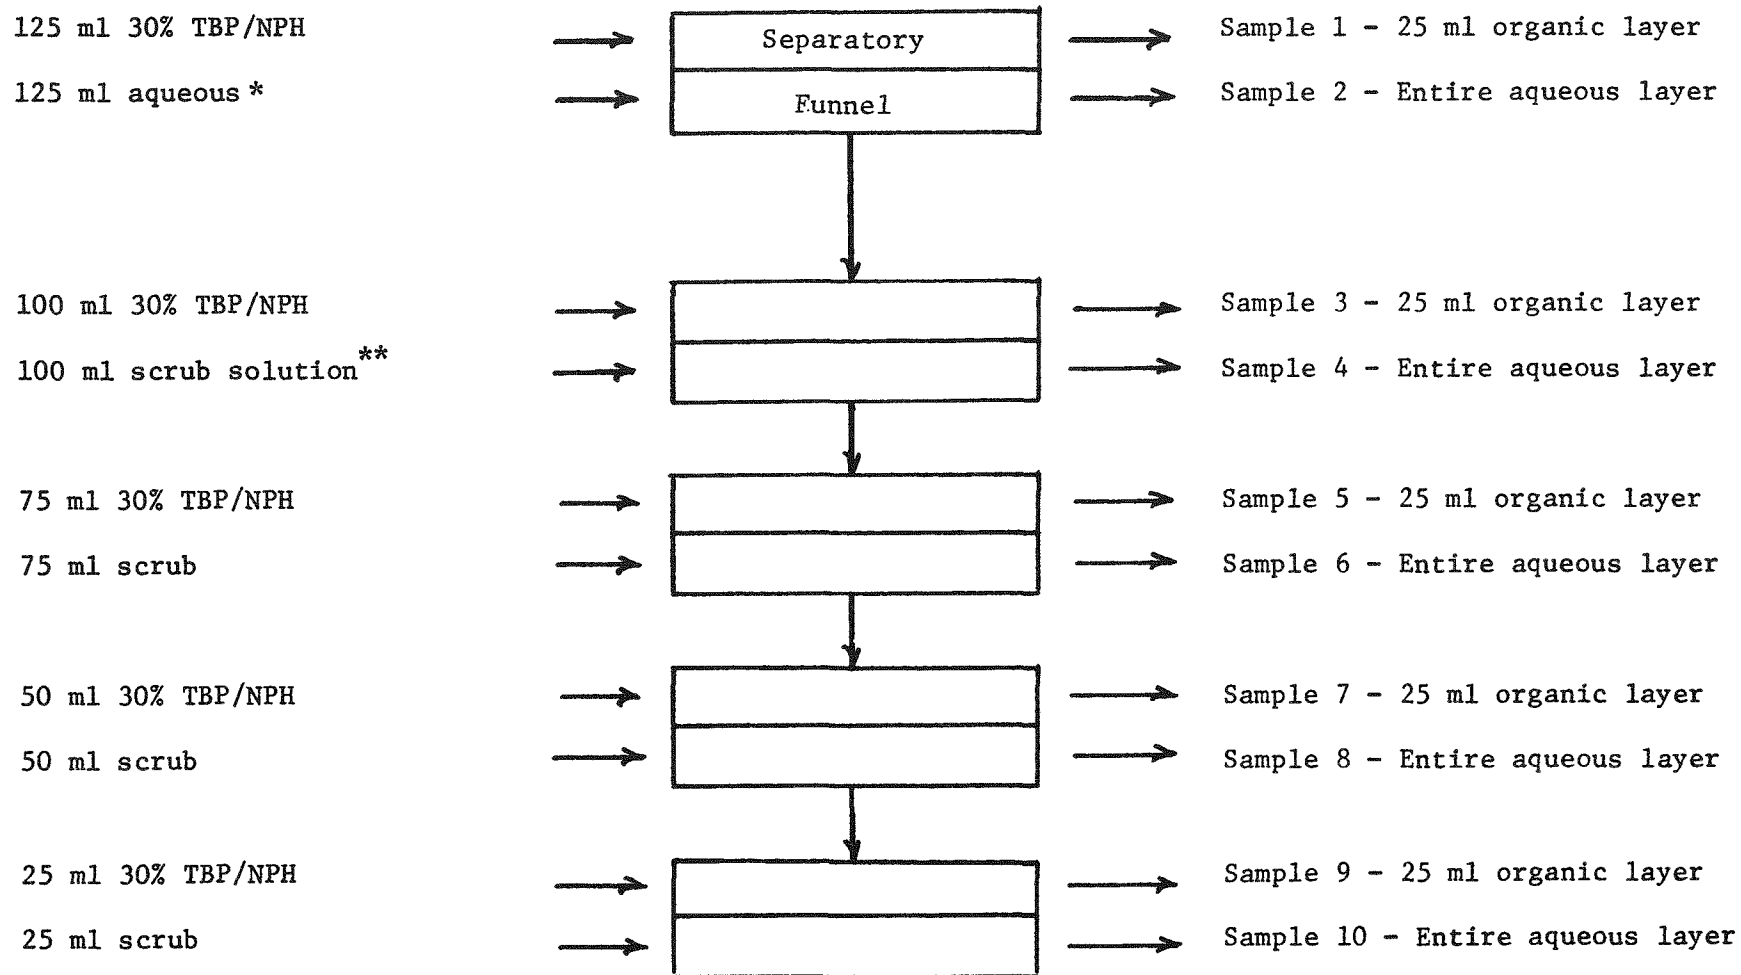 125 ml 30% TBP/NPH
125 ml aqueous *
Separatory
Funnel
Sample 1 - 25 ml organic layer
Sample 2 - Entire aqueous layer
100 ml 30% TBP/NPH
100 ml scrub solution**
Sample 3 - 25 ml organic layer
Sample 4 - Entire aqueous layer
75 ml 30% TBP/NPH
75 ml scrub
Sample 5 - 25 ml organic layer
Sample 6 - Entire aqueous layer
50 ml 30% TBP/NPH
50 ml scrub
Sample 7 - 25 ml organic layer
Sample 8 - Entire aqueous layer
25 ml 30% TBP/NPH
25 ml scrub
Sample 9 - 25 ml organic layer
Sample 10 - Entire aqueous layer